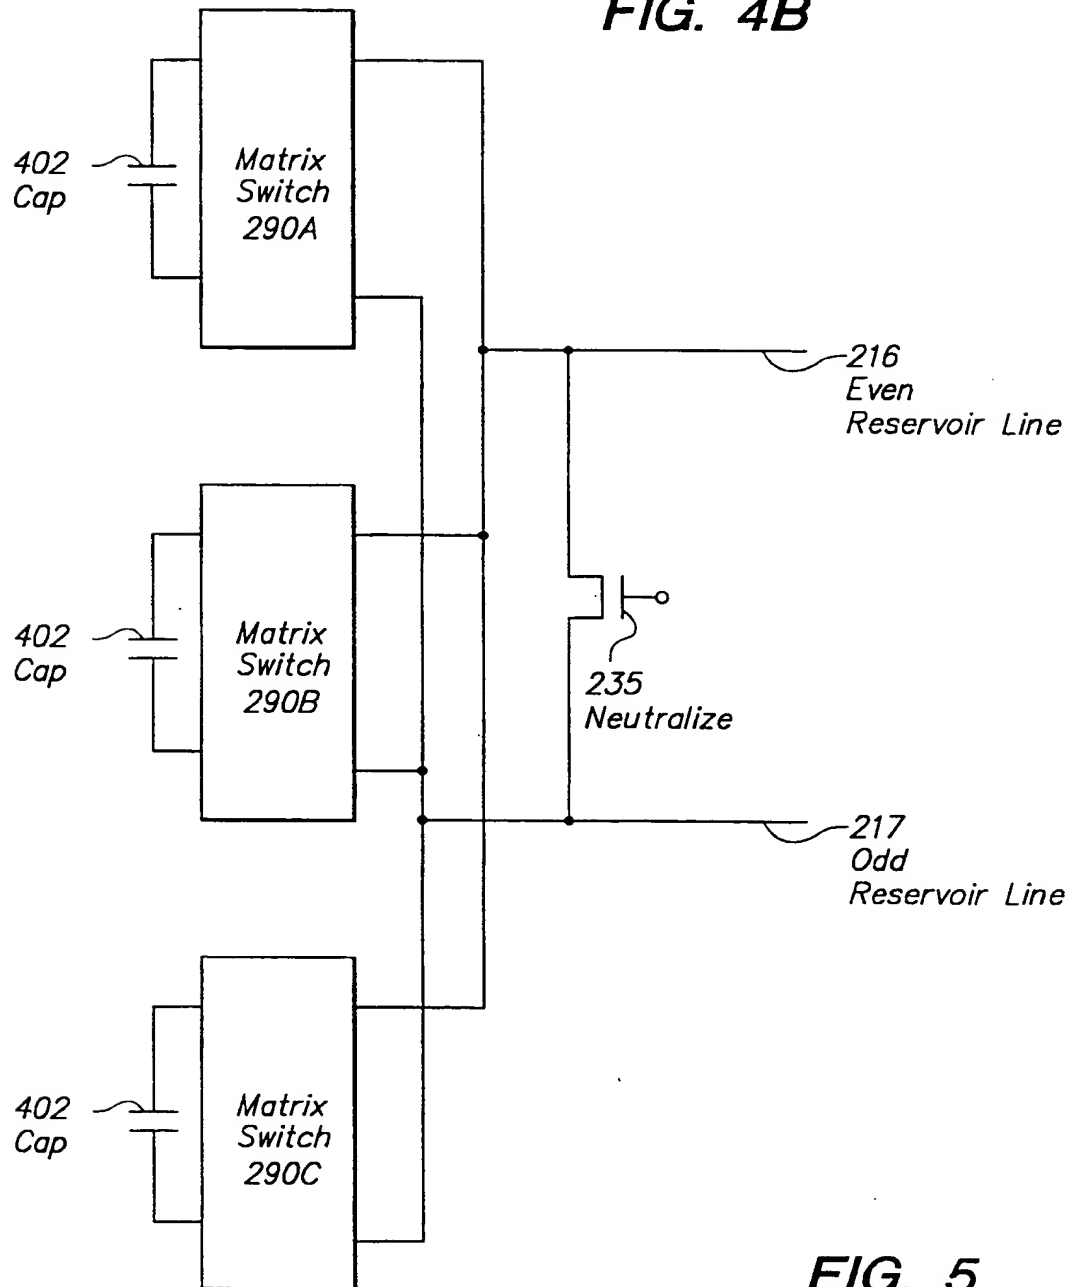 FIG. 4B
402
Cap
Matrix
Switch
290A
216
Even
Reservoir Line
402
Cap
Matrix
Switch
290B
235
Neutralize
217
Odd
Reservoir Line
402
Cap
Matrix
Switch
290C
FIG. 5